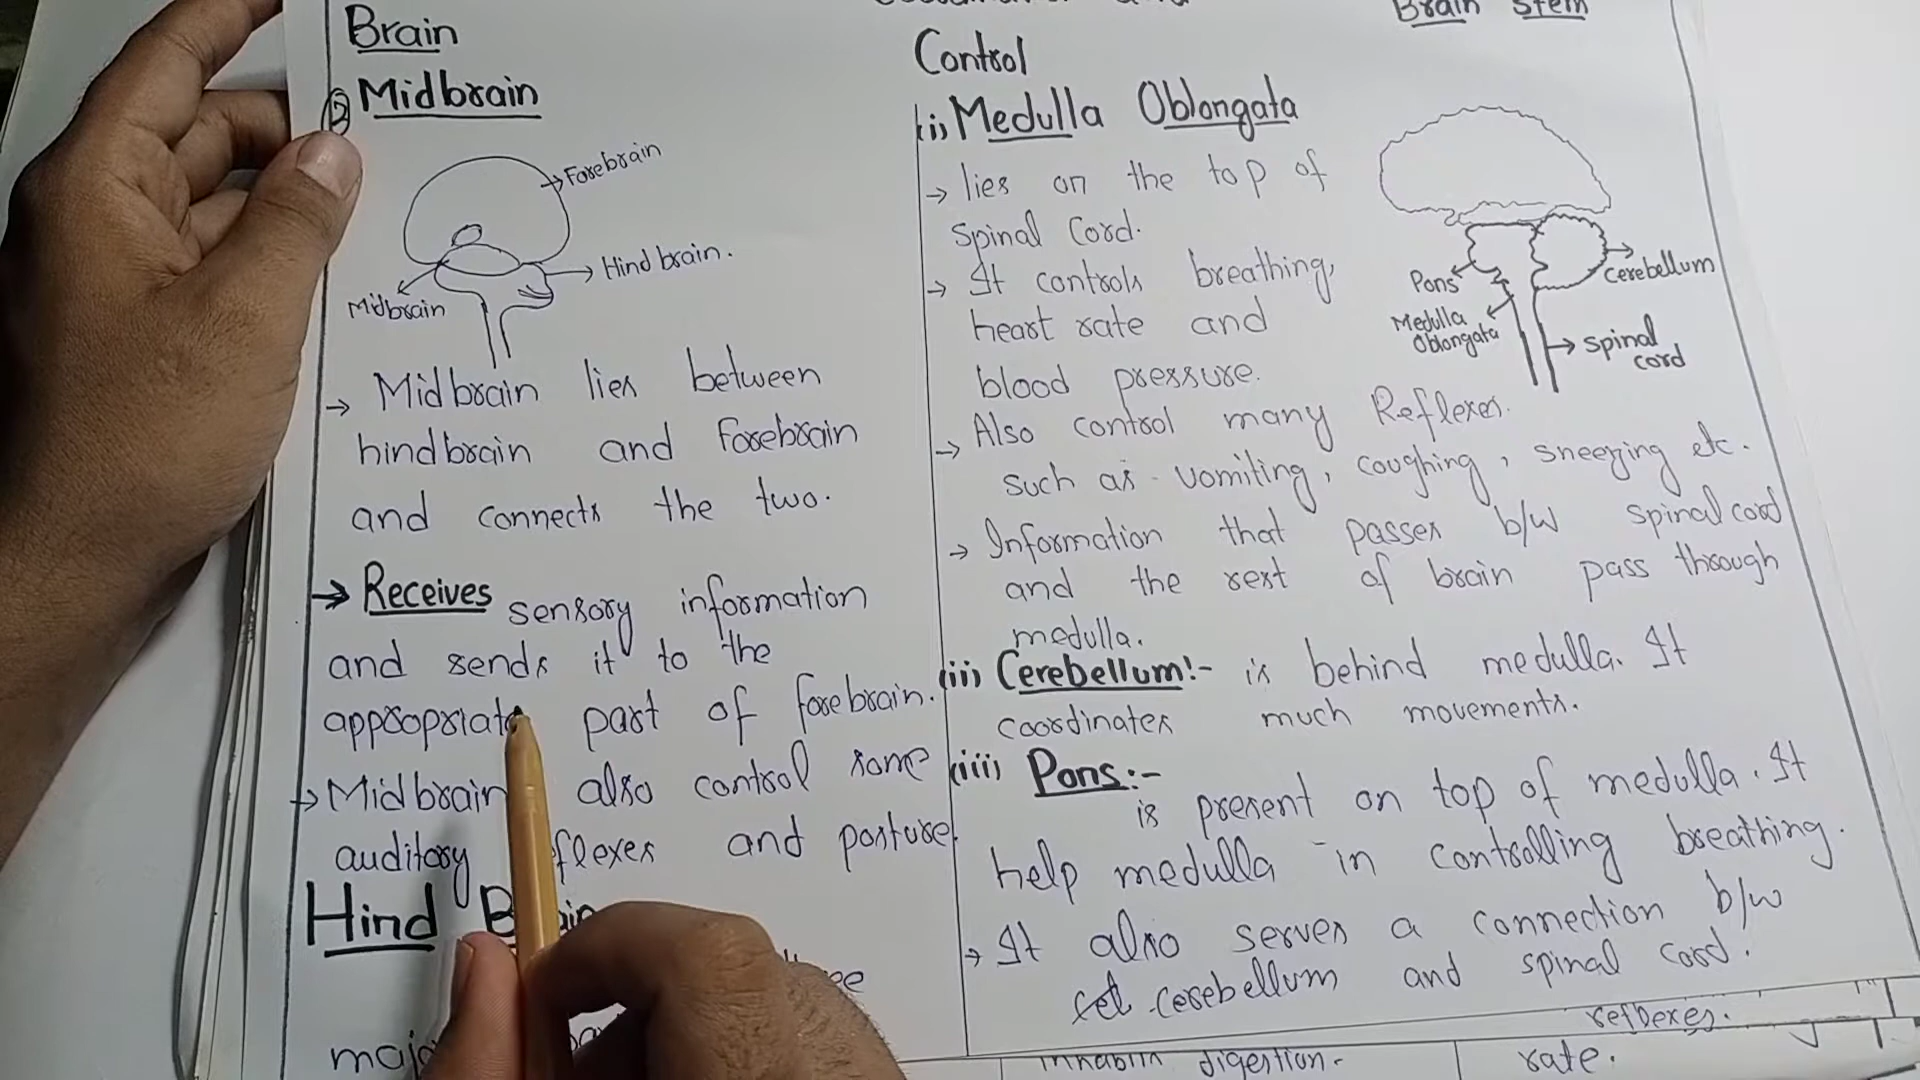 Brain
Midbrain
Forebrain
Hindbrain.
Midbrain
→ Midbrain lies between
hindbrain and Forebrain
and connects the two.
→ Receives sensory information
and sends it to the
appropriate part of forebrain.
→ Midbrain also control some
auditory reflexes and posture.
Hind Brain
Control
Brain Stem
(i) Medulla Oblongata
→ lies on the top of
Spinal Cord.
→ It controls breathing,
heart rate and
blood pressure.
→ Also control many Reflexes.
such as - vomiting, coughing, sneezing etc.
→ Information that passes b/w spinal cord
and the rest of brain pass through
medulla.
Pons
Cerebellum
Medulla
Oblongata
Spinal
cord
(ii) Cerebellum:- is behind medulla. It
coordinates much movements.
(iii) Pons:-
is present on top of medulla. It
help medulla in controlling breathing.
→ It also serves a connection b/w
cerebellum and spinal cord.
reflexes.
digestion.
rate.